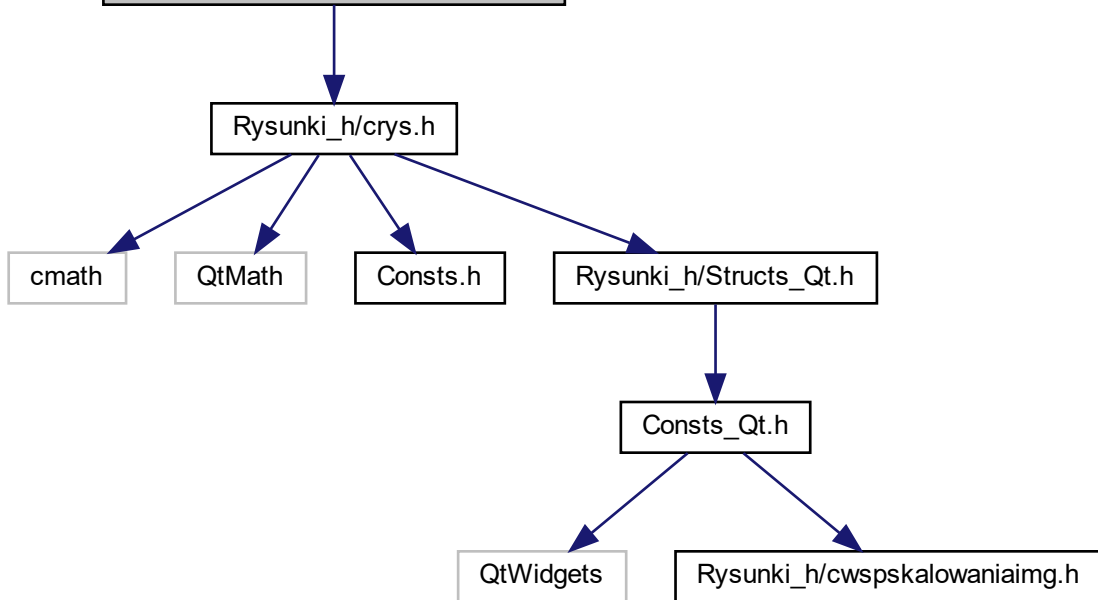 Rysunki_h/crys.h
cmath
QtMath
Consts.h
Rysunki_h/Structs_Qt.h
Consts_Qt.h
QtWidgets
Rysunki_h/cwspskalowaniaimg.h